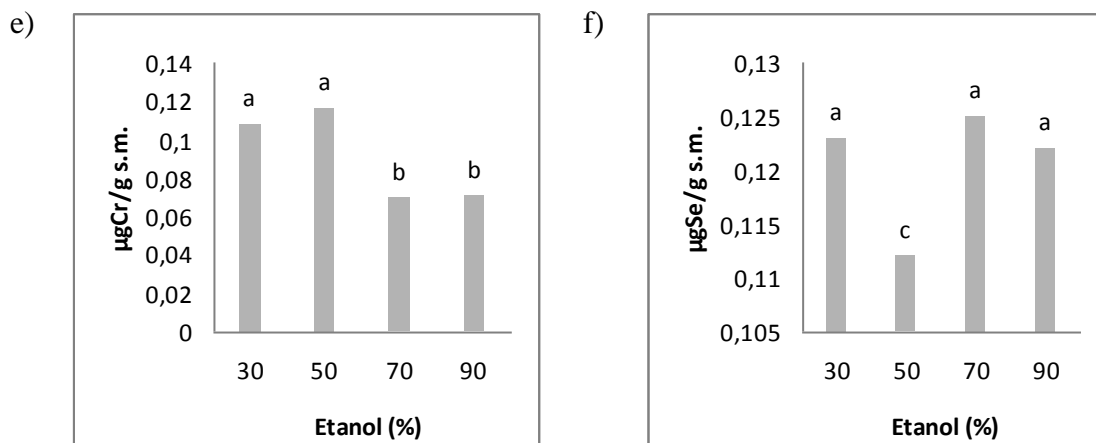 e)
µgCr/g s.m.
0,14
0,12
0,1
0,08
0,06
0,04
0,02
0
a
a
b
b
30 50 70 90
Etanol (%)
f)
µgSe/g s.m.
0,13
0,125
0,12
0,115
0,11
0,105
a
c
a
a
30 50 70 90
Etanol (%)